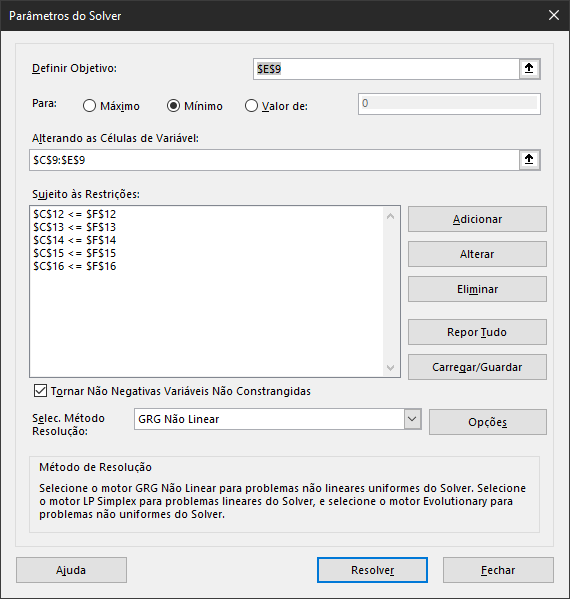 Parâmetros do Solver
Definir Objetivo:
$E$9
Para:
Máximo
Mínimo
Valor de:
0
Alterando as Células de Variável:
$C$9:$E$9
Sujeito às Restrições:
$C$12 <= $F$12
$C$13 <= $F$13
$C$14 <= $F$14
$C$15 <= $F$15
$C$16 <= $F$16
Adicionar
Alterar
Eliminar
Repor Tudo
Carregar/Guardar
Tornar Não Negativas Variáveis Não Constrangidas
Selec. Método
Resolução:
GRG Não Linear
Opções
Método de Resolução
Selecione o motor GRG Não Linear para problemas não lineares uniformes do Solver. Selecione
o motor LP Simplex para problemas lineares do Solver, e selecione o motor Evolutionary para
problemas não uniformes do Solver.
Ajuda
Resolver
Fechar